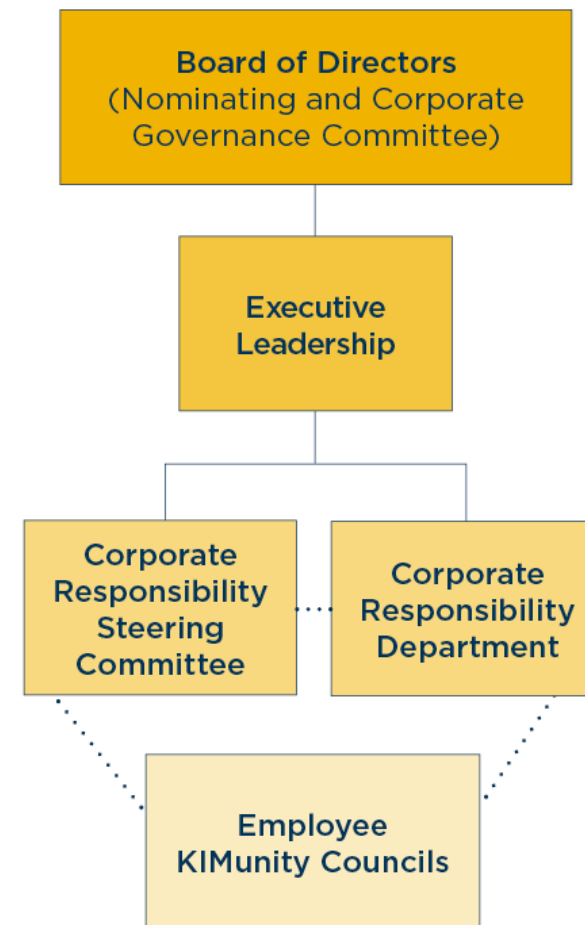 Board of Directors
(Nominating and Corporate
Governance Committee)
Executive
Leadership
Corporate
Responsibility
Steering
Committee
Corporate
Responsibility
Department
Employee
KIMunity Councils